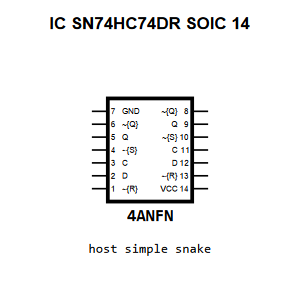 IC SN74HC74DR SOIC 14
7 GND ~{Q} 8
6 ~{Q} Q 9
5 Q ~{S} 10
4 ~{S} C 11
3 C D 12
2 D ~{R} 13
1 ~{R} VCC 14
4ANFN
host simple snake